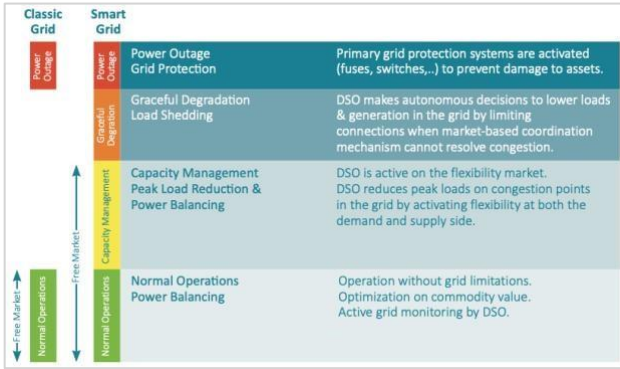 Classic
Grid
Smart
Grid
Power
Outage
Power
Outage
Power Outage
Grid Protection
Primary grid protection systems are activated
(fuses, switches,..) to prevent damage to assets.
Graceful
Degration
Graceful Degradation
Load Shedding
DSO makes autonomous decisions to lower loads
& generation in the grid by limiting
connections when market-based coordination
mechanism cannot resolve congestion.
Free Market
Capacity Management
Capacity Management
Peak Load Reduction &
Power Balancing
DSO is active on the flexibility market.
DSO reduces peak loads on congestion points
in the grid by activating flexibility at both the
demand and supply side.
Free Market
Normal Operations
Normal Operations
Normal Operations
Power Balancing
Operation without grid limitations.
Optimization on commodity value.
Active grid monitoring by DSO.